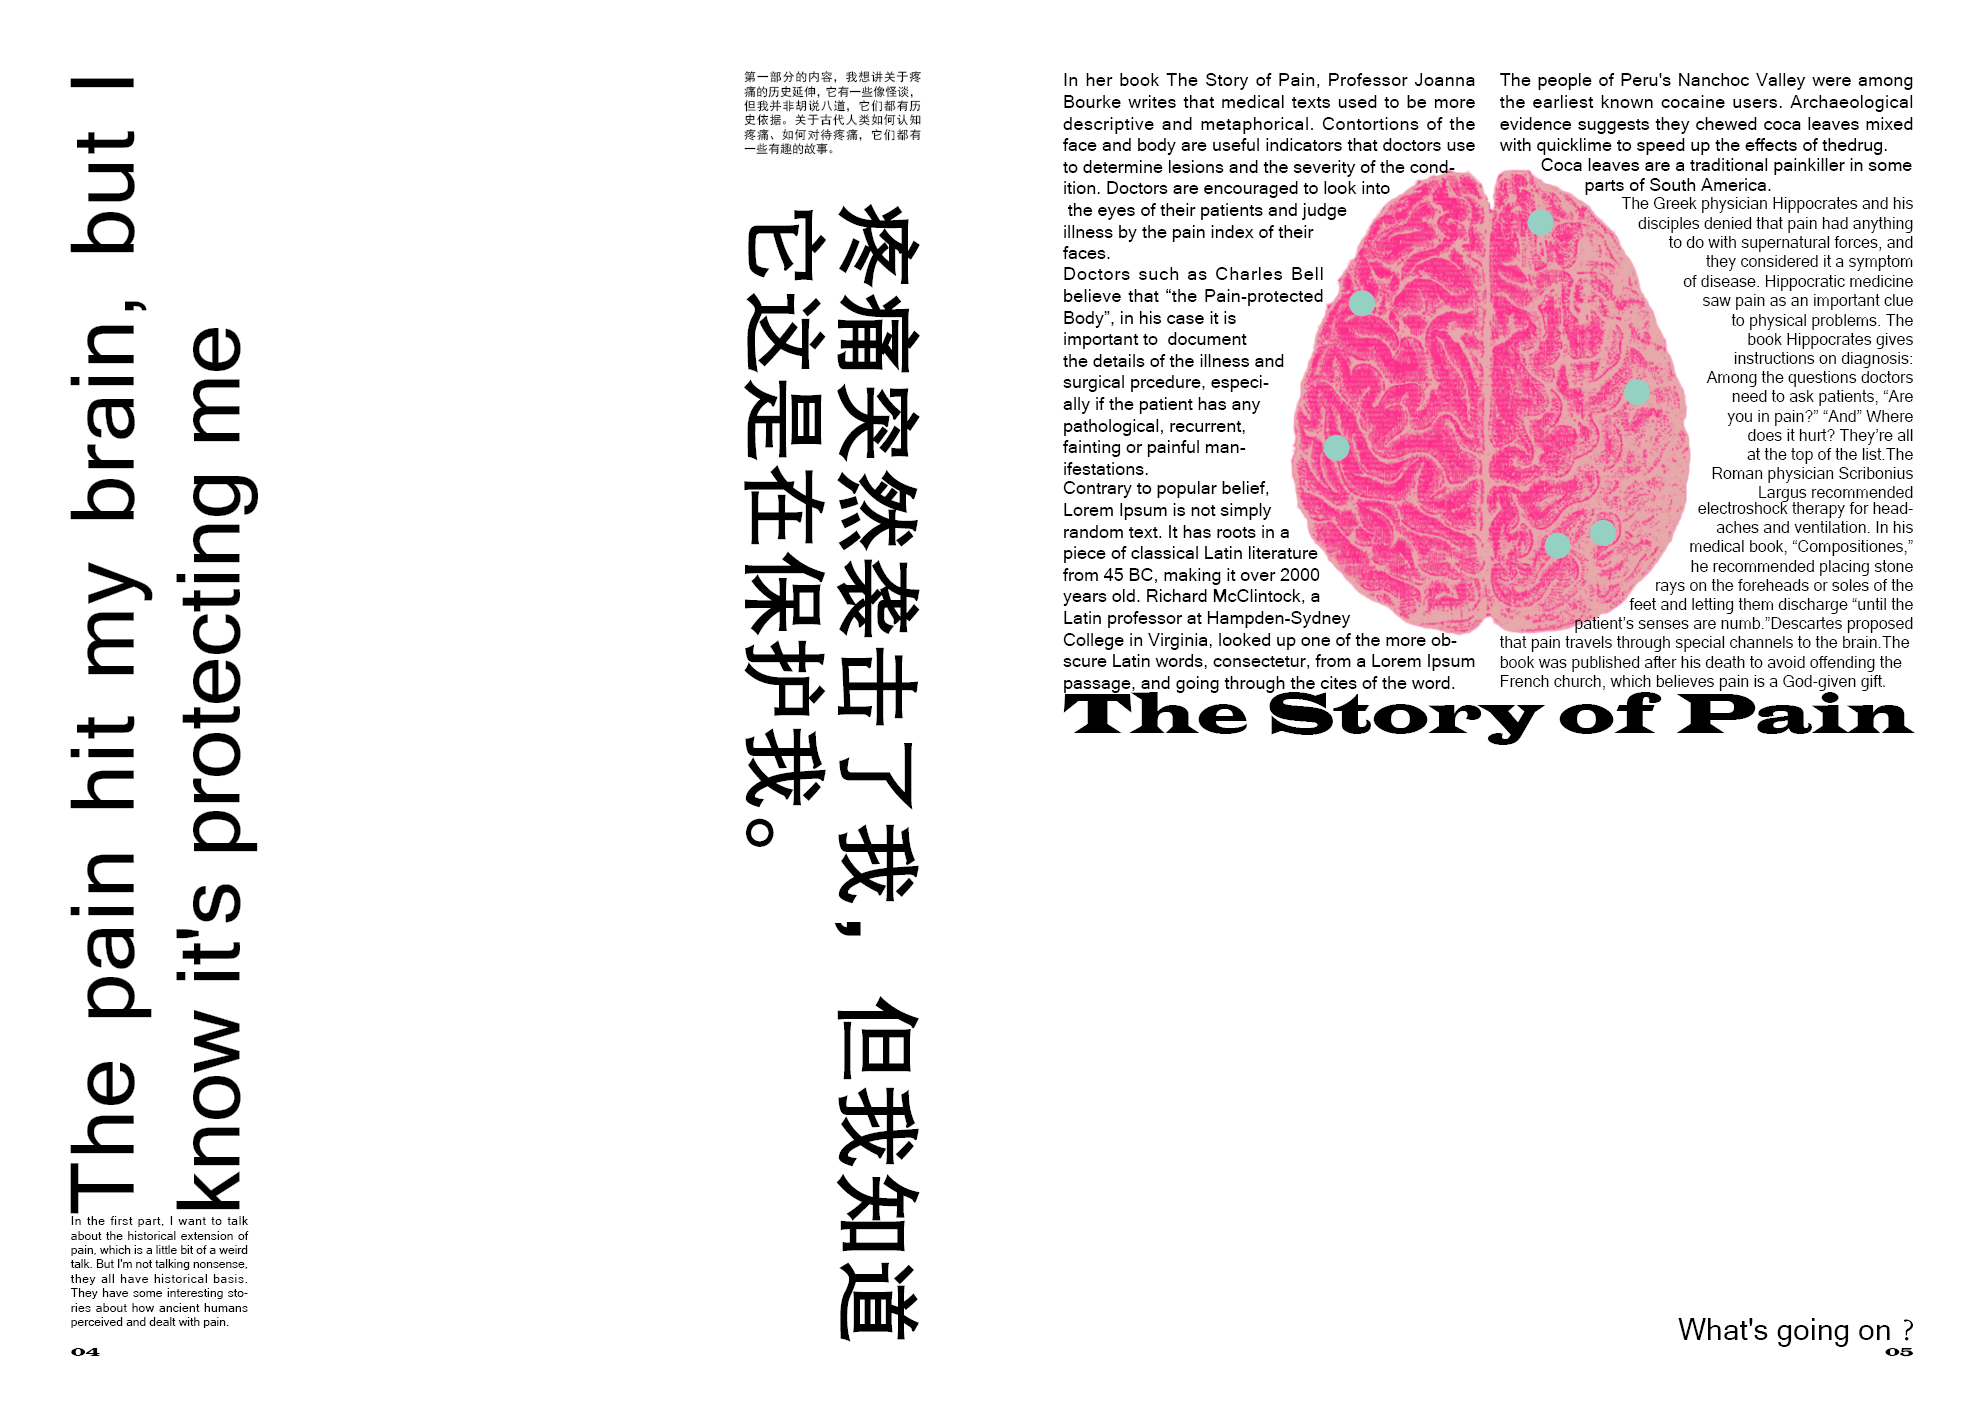 The pain hit my brain, but I
know it's protecting me
In the first part, I want to talk
about the historical extension of
pain, which is a little bit of a weird
talk. But I'm not talking nonsense,
they all have historical basis.
They have some interesting sto-
ries about how ancient humans
perceived and dealt with pain.
04
第一部分的内容，我想讲关于疼
痛的历史延伸，它有一些像怪谈，
但我并非胡说八道，它们都有历
史依据。关于古代人类如何认知
疼痛、如何对待疼痛，它们都有
一些有趣的故事。
疼痛突然袭击了我，但我知道
它这是在保护我。
In her book The Story of Pain, Professor Joanna
Bourke writes that medical texts used to be more
descriptive and metaphorical. Contortions of the
face and body are useful indicators that doctors use
to determine lesions and the severity of the cond-
ition. Doctors are encouraged to look into
the eyes of their patients and judge
illness by the pain index of their
faces.
Doctors such as Charles Bell
believe that “the Pain-protected
Body”, in his case it is
important to  document
the details of the illness and
surgical prcedure, especi-
ally if the patient has any
pathological, recurrent,
fainting or painful man-
ifestations.
Contrary to popular belief,
Lorem Ipsum is not simply
random text. It has roots in a
piece of classical Latin literature
from 45 BC, making it over 2000
years old. Richard McClintock, a
Latin professor at Hampden-Sydney
College in Virginia, looked up one of the more ob-
scure Latin words, consectetur, from a Lorem Ipsum
passage, and going through the cites of the word.
The people of Peru's Nanchoc Valley were among
the earliest known cocaine users. Archaeological
evidence suggests they chewed coca leaves mixed
with quicklime to speed up the effects of thedrug.
Coca leaves are a traditional painkiller in some
parts of South America.
The Greek physician Hippocrates and his
disciples denied that pain had anything
to do with supernatural forces, and
they considered it a symptom
of disease. Hippocratic medicine
saw pain as an important clue
to physical problems. The
book Hippocrates gives
instructions on diagnosis:
Among the questions doctors
need to ask patients, “Are
you in pain?” “And” Where
does it hurt? They’re all
at the top of the list.The
Roman physician Scribonius
Largus recommended
electroshock therapy for head-
aches and ventilation. In his
medical book, “Compositiones,”
he recommended placing stone
rays on the foreheads or soles of the
feet and letting them discharge “until the
patient’s senses are numb.”Descartes proposed
that pain travels through special channels to the brain.The
book was published after his death to avoid offending the
French church, which believes pain is a God-given gift.
The Story of Pain
What's going on ?
05